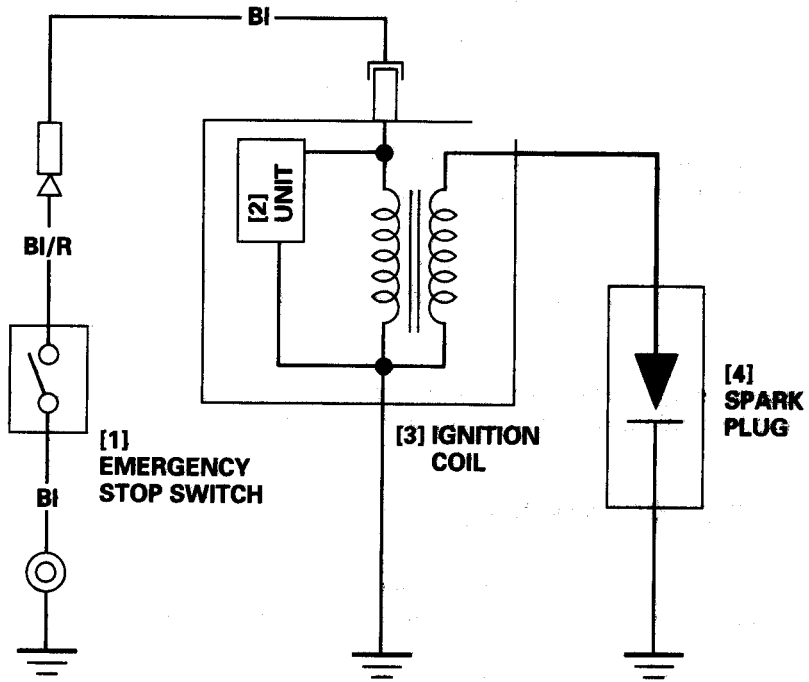 Bl
Bl/R
[2]
UNIT
[1]
EMERGENCY
STOP SWITCH
Bl
[3] IGNITION
COIL
[4]
SPARK
PLUG